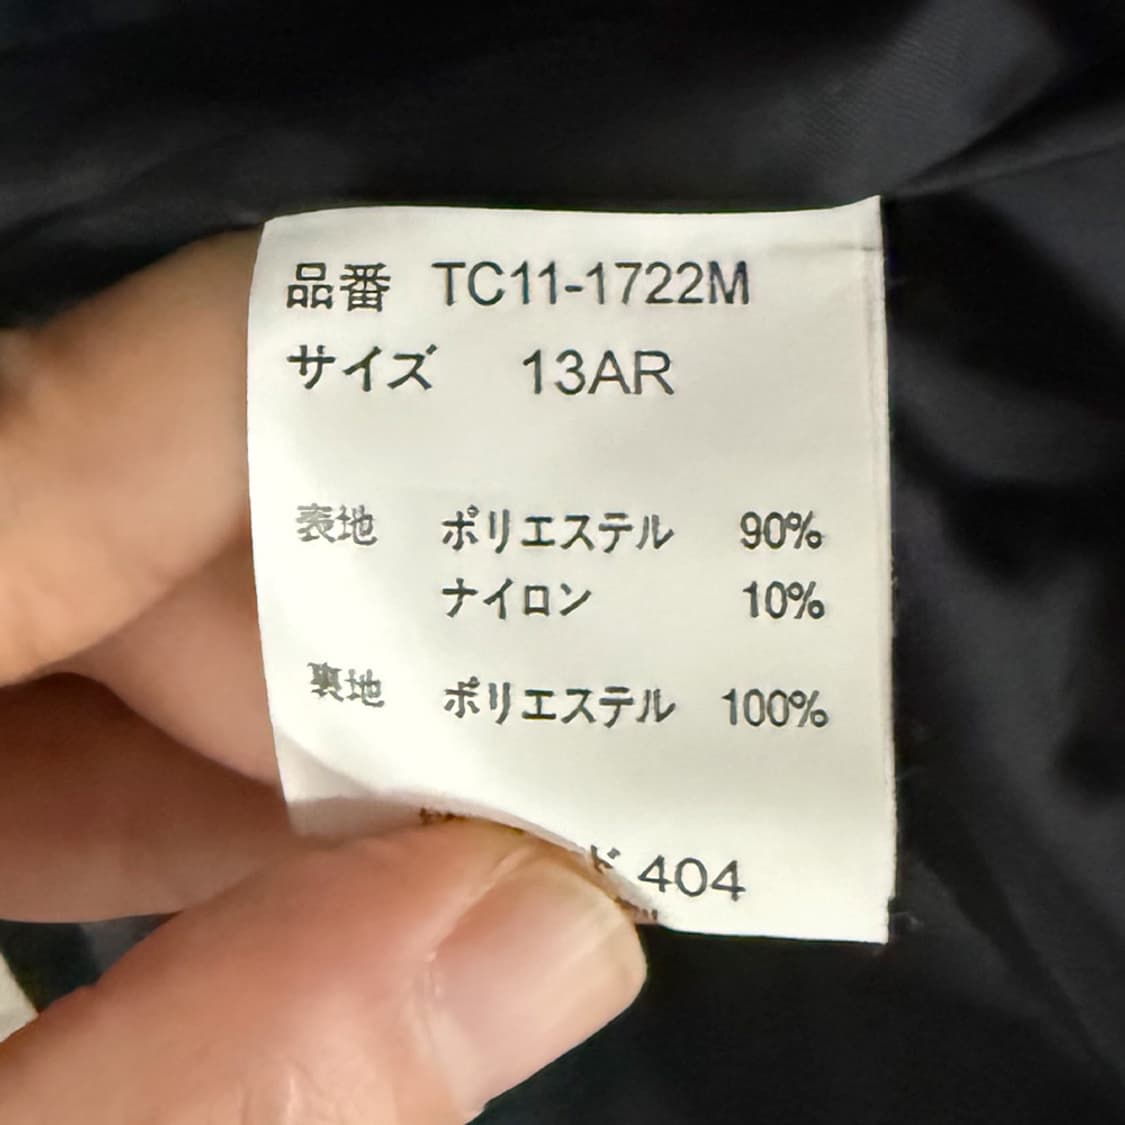 品番 TC11-1722M
サイズ 13AR
表地 ポリエステル 90%
ナイロン 10%
裏地 ポリエステル 100%
ド 404